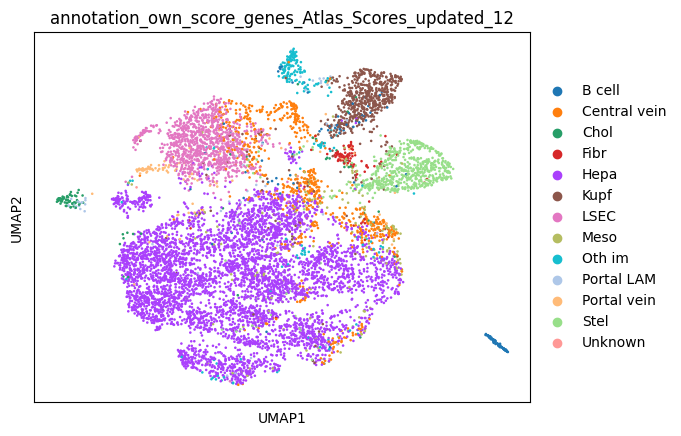 annotation_own_score_genes_Atlas_Scores_updated_12
B cell
Central vein
Chol
Fibr
Hepa
Kupf
LSEC
Meso
Oth im
Portal LAM
Portal vein
Stel
Unknown
UMAP2
UMAP1